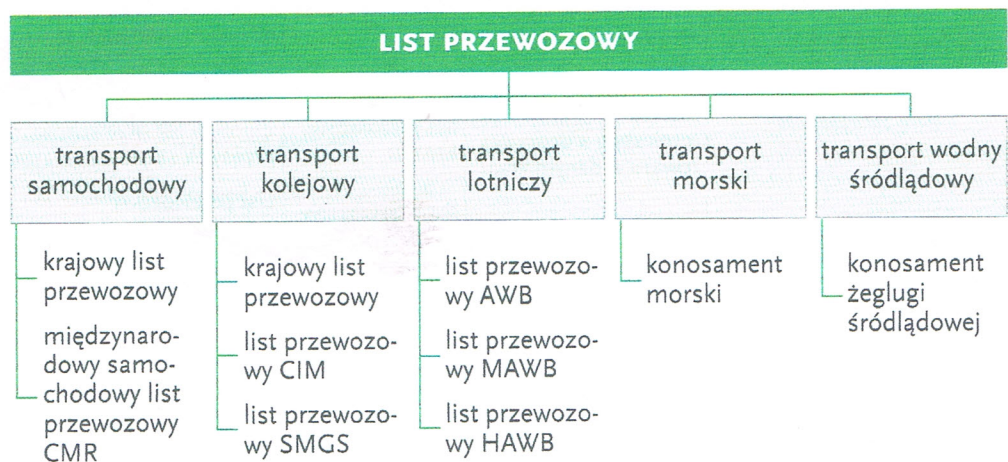 LIST PRZEWOZOWY
transport
samochodowy
krajowy list
przewozowy
międzynaro-
dowy samo-
chodowy list
przewozowy
CMR
transport
kolejowy
krajowy list
przewozowy
list przewozo-
wy CIM
list przewozo-
wy SMGS
transport
lotniczy
list przewozo-
wy AWB
list przewozo-
wy MAWB
list przewozo-
wy HAWB
transport
morski
konosament
morski
transport wodny
śródlądowy
konosament
żeglugi
śródlądowej